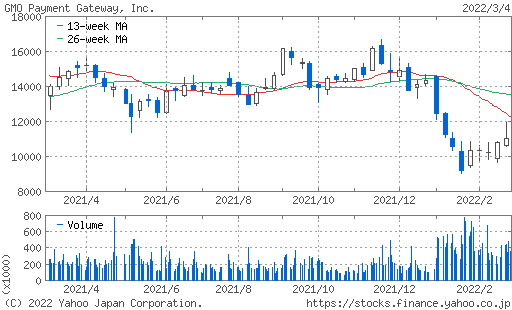 GMO Payment Gateway, Inc. 2022/3/4
18000
13-week MA
26-week MA
16000
14000
12000
10000
8000
2021/4 2021/6 2021/8 2021/10 2021/12 2022/2
800
Volume
600
400
200
0
(x1000)
2021/4 2021/6 2021/8 2021/10 2021/12 2022/2
(C) 2022 Yahoo Japan Corporation. https://stocks.finance.yahoo.co.jp